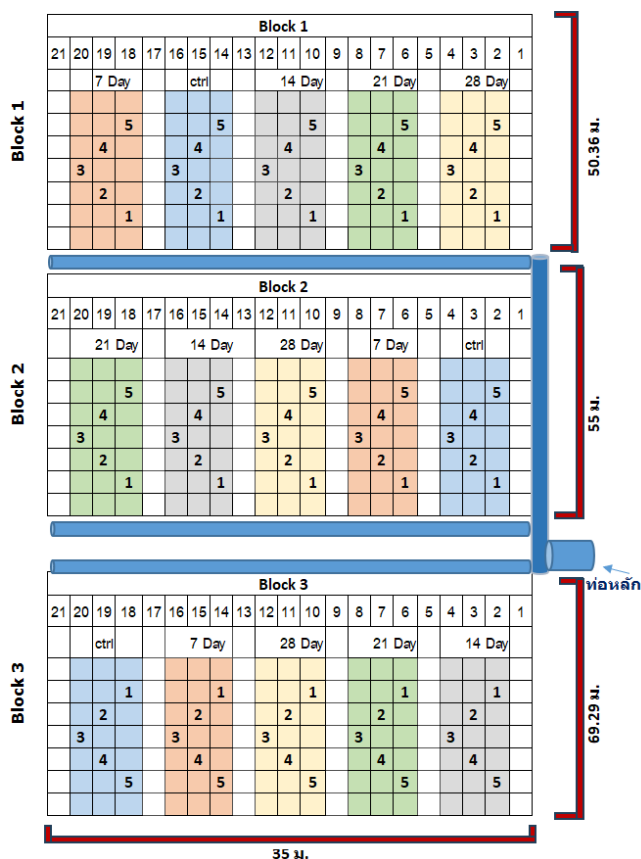 Block 1
21 20 19 18 17 16 15 14 13 12 11 10 9 8 7 6 5 4 3 2 1
7 Day ctrl 14 Day 21 Day 28 Day
5 5 5 5 5
4 4 4 4 4
3 3 3 3 3
2 2 2 2 2
1 1 1 1 1
Block 1
50.36 ม.
Block 2
21 20 19 18 17 16 15 14 13 12 11 10 9 8 7 6 5 4 3 2 1
21 Day 14 Day 28 Day 7 Day ctrl
5 5 5 5 5
4 4 4 4 4
3 3 3 3 3
2 2 2 2 2
1 1 1 1 1
Block 2
55 ม.
ท่อหลัก
Block 3
21 20 19 18 17 16 15 14 13 12 11 10 9 8 7 6 5 4 3 2 1
ctrl 7 Day 28 Day 21 Day 14 Day
1 1 1 1 1
2 2 2 2 2
3 3 3 3 3
4 4 4 4 4
5 5 5 5 5
Block 3
69.29 ม.
35 ม.